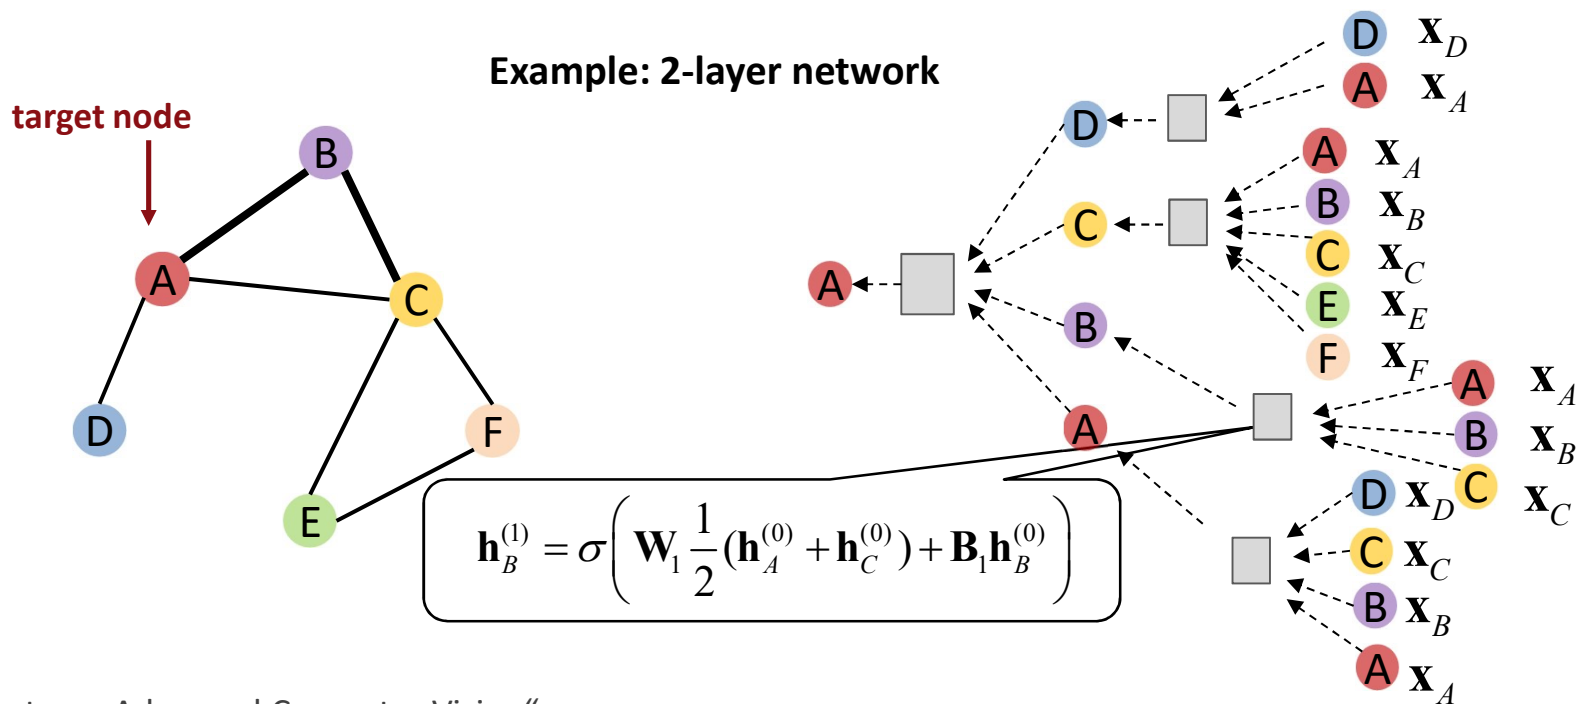 Example: 2-layer network
target node
B
A
C
D
F
E
A
D
C
B
A
D x_D
A x_A
A x_A
B x_B
C x_C
E x_E
F x_F
A x_A
B x_B
C x_C
D x_D
C x_C
B x_B
A x_A
h_B^{(1)} = σ( W_1 1/2 (h_A^{(0)} + h_C^{(0)}) + B_1 h_B^{(0)} )